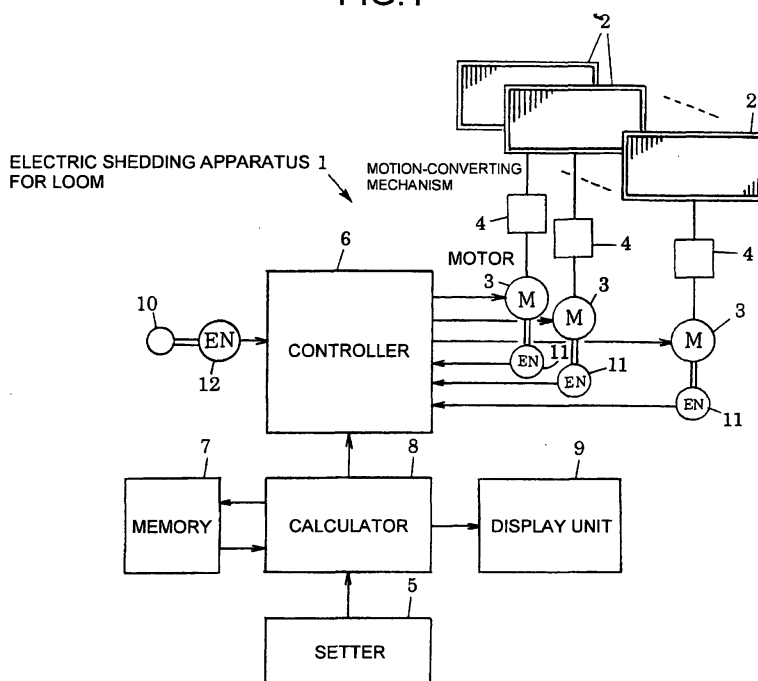 FIG.1
2
2
ELECTRIC SHEDDING APPARATUS 1
FOR LOOM
MOTION-CONVERTING
MECHANISM
4
4
4
6
MOTOR
3
M
3
M
3
M
10
EN
12
CONTROLLER
EN
11
EN
11
EN
11
7
8
9
MEMORY
CALCULATOR
DISPLAY UNIT
5
SETTER